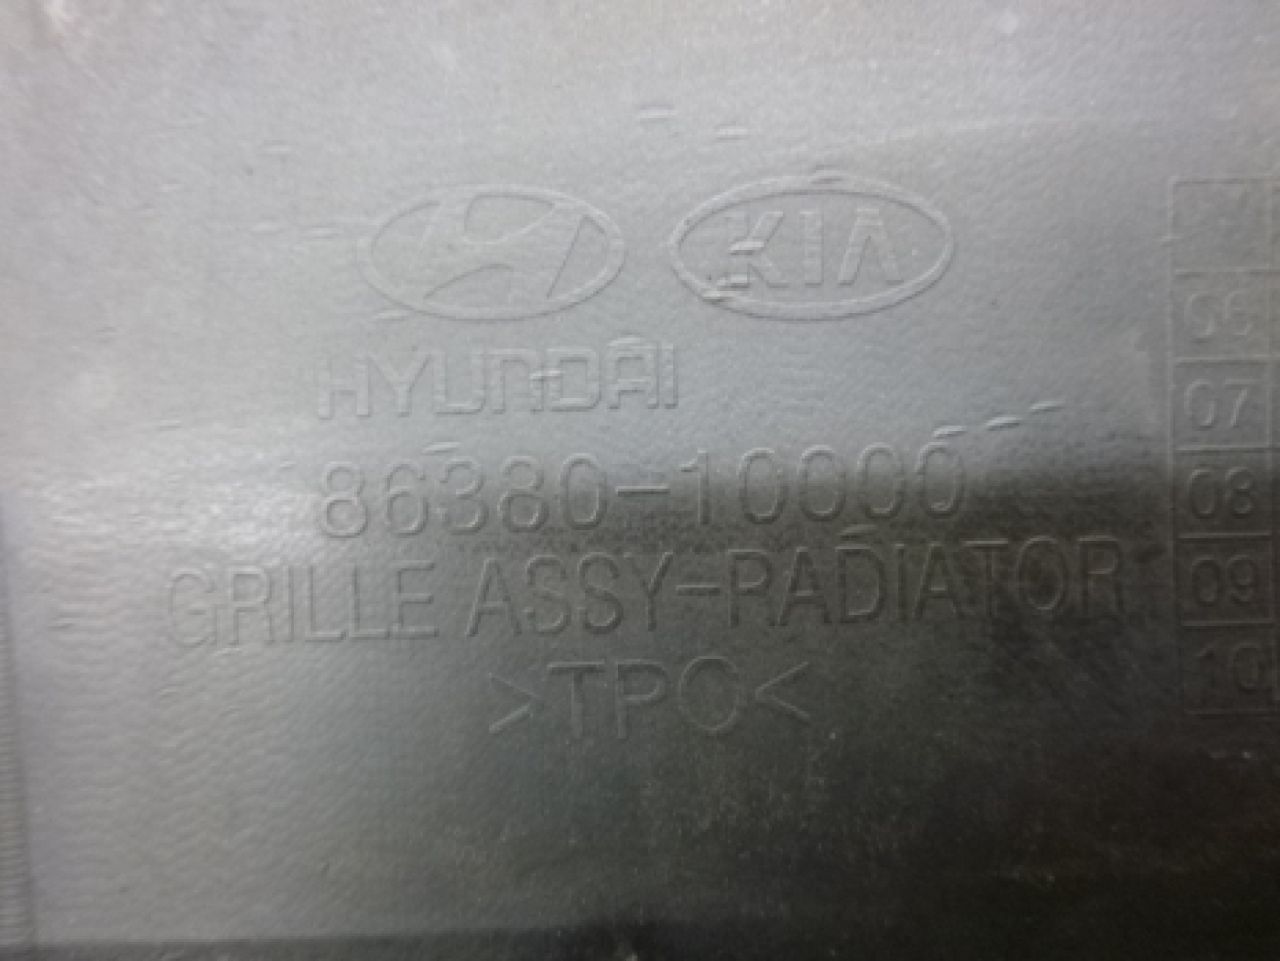 KIA
HYUNDAI
86380-10000
GRILLE ASSY-RADIATOR
>TPO<
07
08
09
10